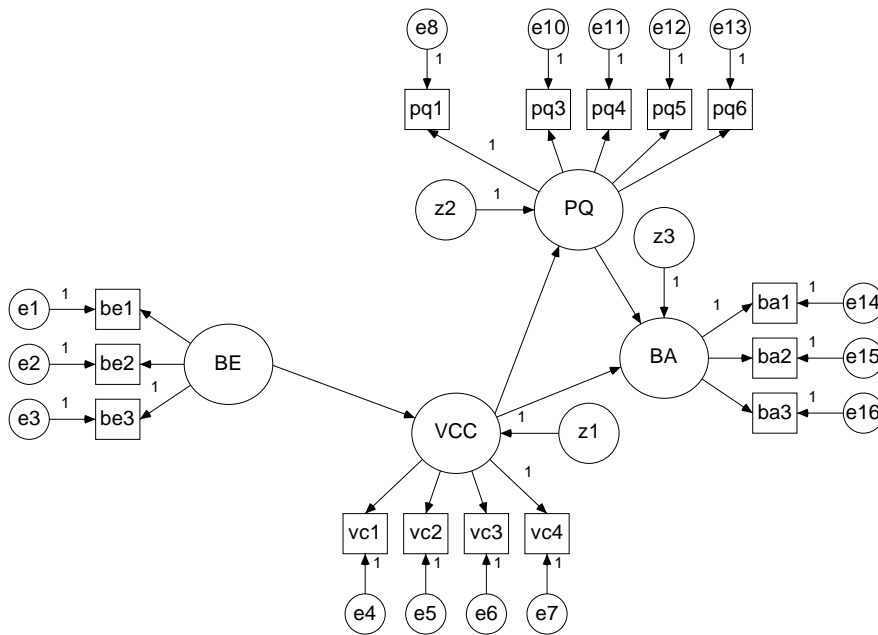 e8 e10 e11 e12 e13
1 1 1 1 1
pq1 pq3 pq4 pq5 pq6
1
z2 1 PQ
z3
1
e1 1 be1
e2 1 be2
e3 1 be3
1
BE
1 ba1 1 e14
ba2 1 e15
ba3 1 e16
BA
VCC 1 z1
1
vc1 vc2 vc3 vc4
1 1 1 1
e4 e5 e6 e7